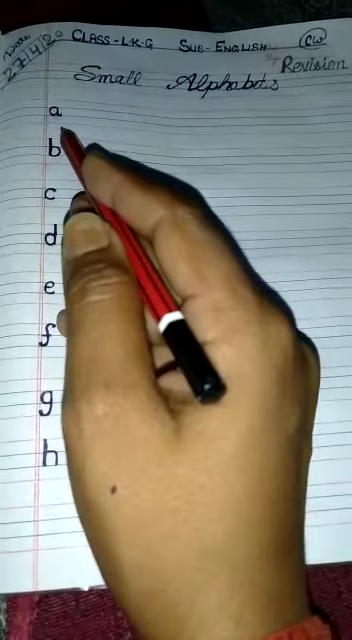 Date
27/4/20
CLASS-L.K.G SUB-ENGLISH CW
Small Alphabets Revision
a
b
c
d
e
f
g
h